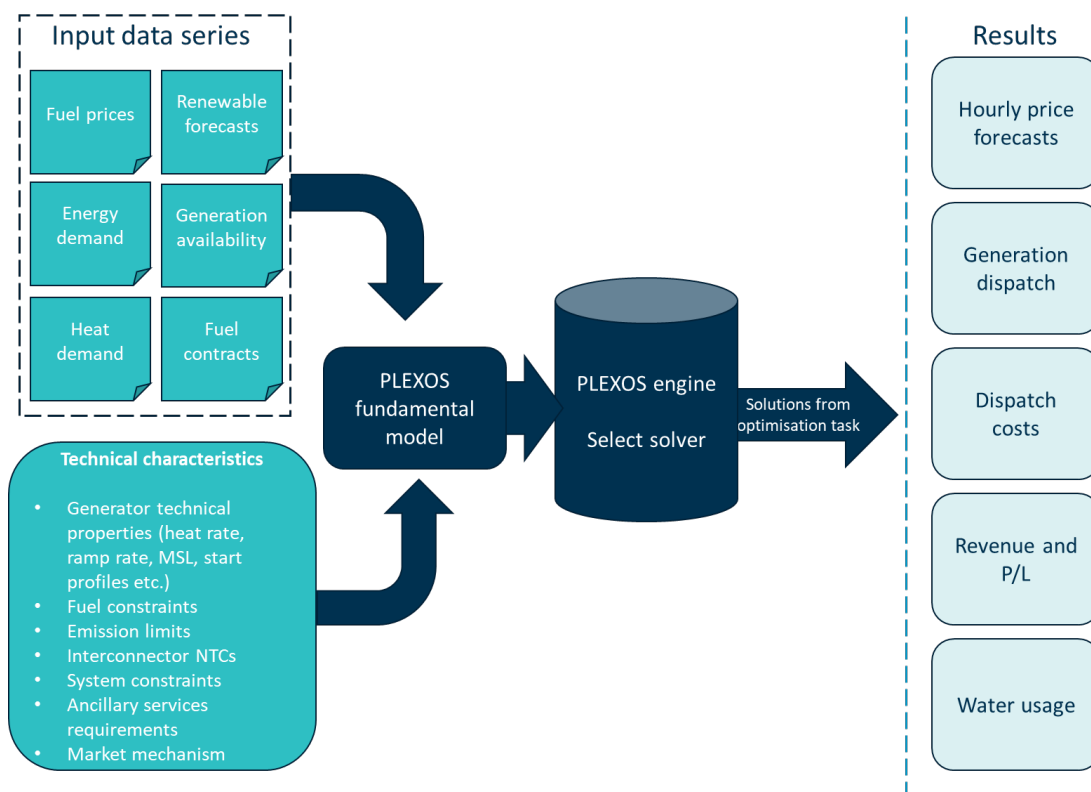 Input data series
Fuel prices
Renewable
forecasts
Energy
demand
Generation
availability
Heat
demand
Fuel
contracts
Technical characteristics
• Generator technical
properties (heat rate,
ramp rate, MSL, start
profiles etc.)
• Fuel constraints
• Emission limits
• Interconnector NTCs
• System constraints
• Ancillary services
requirements
• Market mechanism
PLEXOS
fundamental
model
PLEXOS engine
Select solver
Solutions from
optimisation task
Results
Hourly price
forecasts
Generation
dispatch
Dispatch
costs
Revenue and
P/L
Water usage